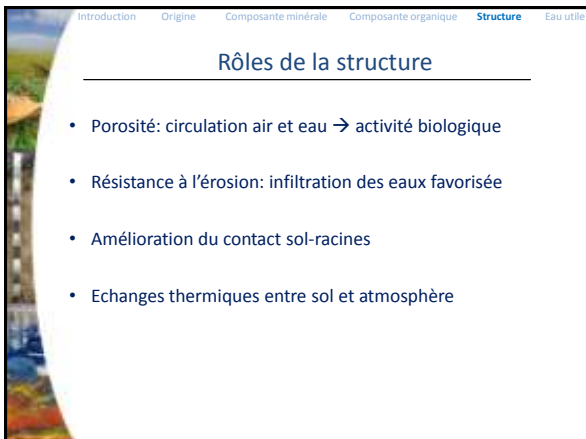 Introduction Origine Composante minérale Composante organique Structure Eau utile
Rôles de la structure
• Porosité: circulation air et eau → activité biologique
• Résistance à l'érosion: infiltration des eaux favorisée
• Amélioration du contact sol-racines
• Echanges thermiques entre sol et atmosphère